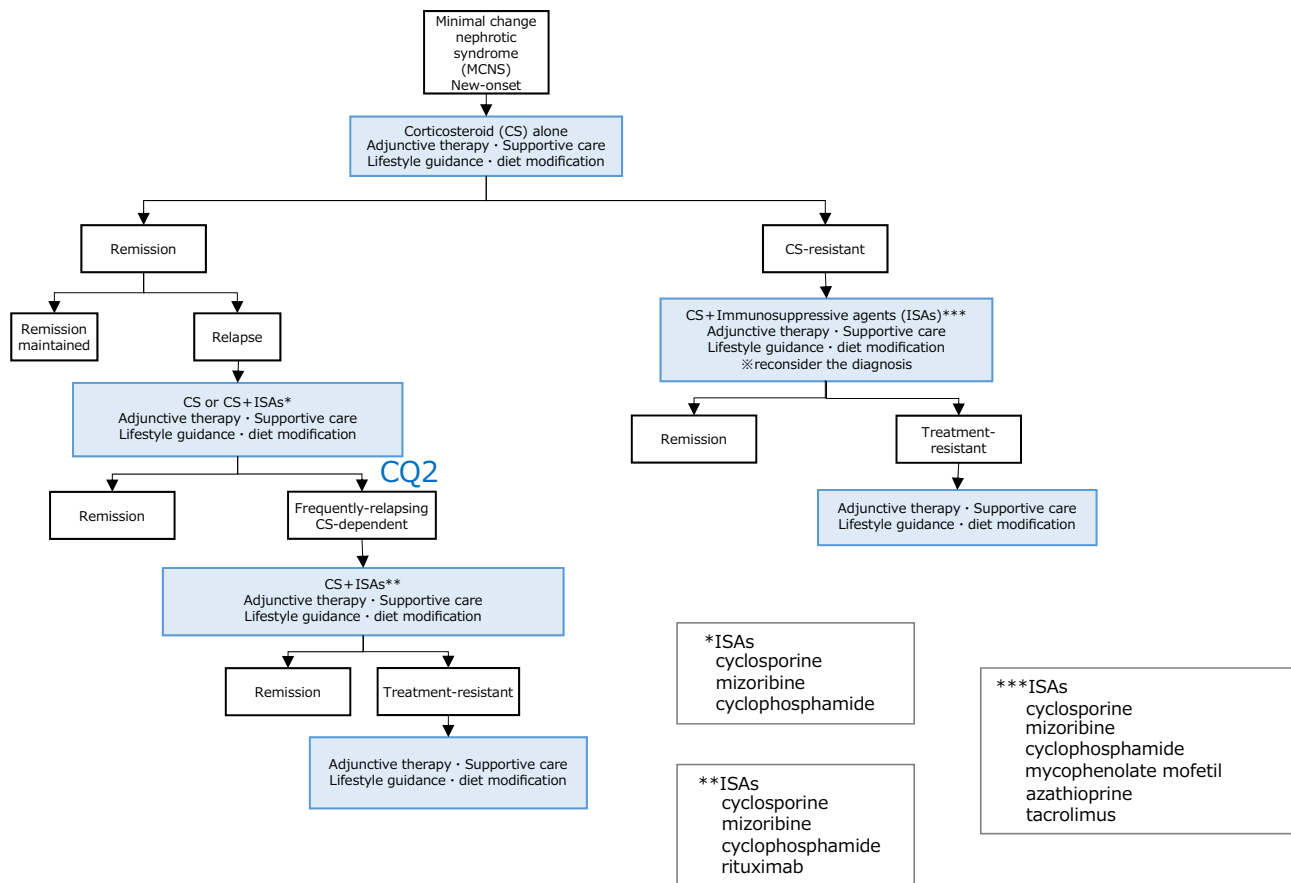 Minimal change
nephrotic
syndrome
(MCNS)
New-onset
Corticosteroid (CS) alone
Adjunctive therapy・Supportive care
Lifestyle guidance・diet modification
Remission
CS-resistant
Remission
maintained
Relapse
CS+Immunosuppressive agents (ISAs)***
Adjunctive therapy・Supportive care
Lifestyle guidance・diet modification
※reconsider the diagnosis
CS or CS+ISAs*
Adjunctive therapy・Supportive care
Lifestyle guidance・diet modification
Remission
Treatment-
resistant
CQ2
Remission
Frequently-relapsing
CS-dependent
Adjunctive therapy・Supportive care
Lifestyle guidance・diet modification
CS+ISAs**
Adjunctive therapy・Supportive care
Lifestyle guidance・diet modification
Remission
Treatment-resistant
Adjunctive therapy・Supportive care
Lifestyle guidance・diet modification
*ISAs
cyclosporine
mizoribine
cyclophosphamide
**ISAs
cyclosporine
mizoribine
cyclophosphamide
rituximab
***ISAs
cyclosporine
mizoribine
cyclophosphamide
mycophenolate mofetil
azathioprine
tacrolimus